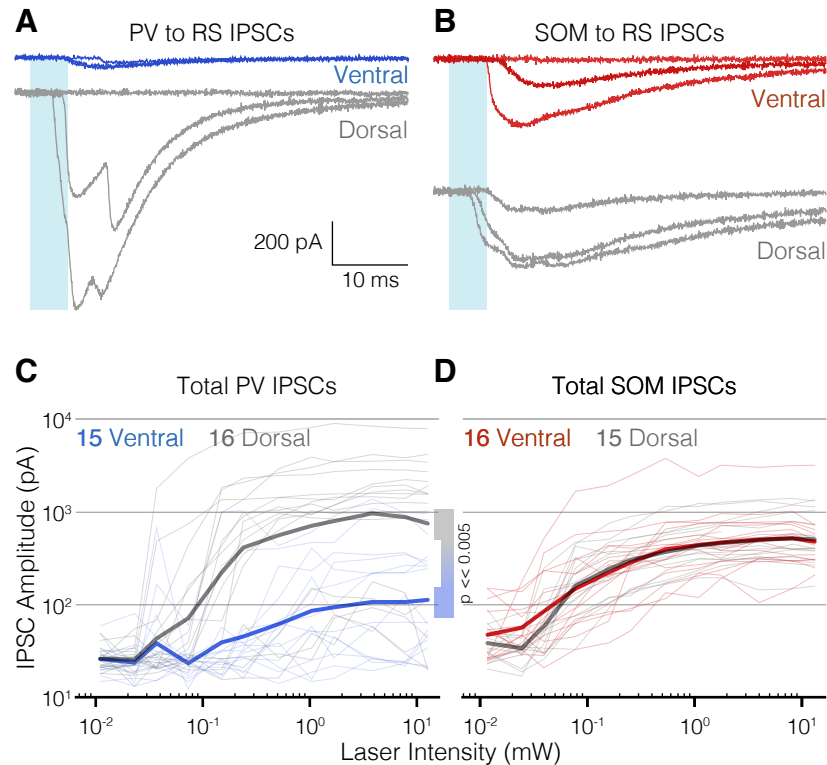 A
PV to RS IPSCs
Ventral
Dorsal
200 pA
10 ms
B
SOM to RS IPSCs
Ventral
Dorsal
C
Total PV IPSCs
15 Ventral 16 Dorsal
IPSC Amplitude (pA)
10⁴
10³
10²
10¹
p << 0.005
10⁻² 10⁻¹ 10⁰ 10¹
D
Total SOM IPSCs
16 Ventral 15 Dorsal
10⁻² 10⁻¹ 10⁰ 10¹
Laser Intensity (mW)